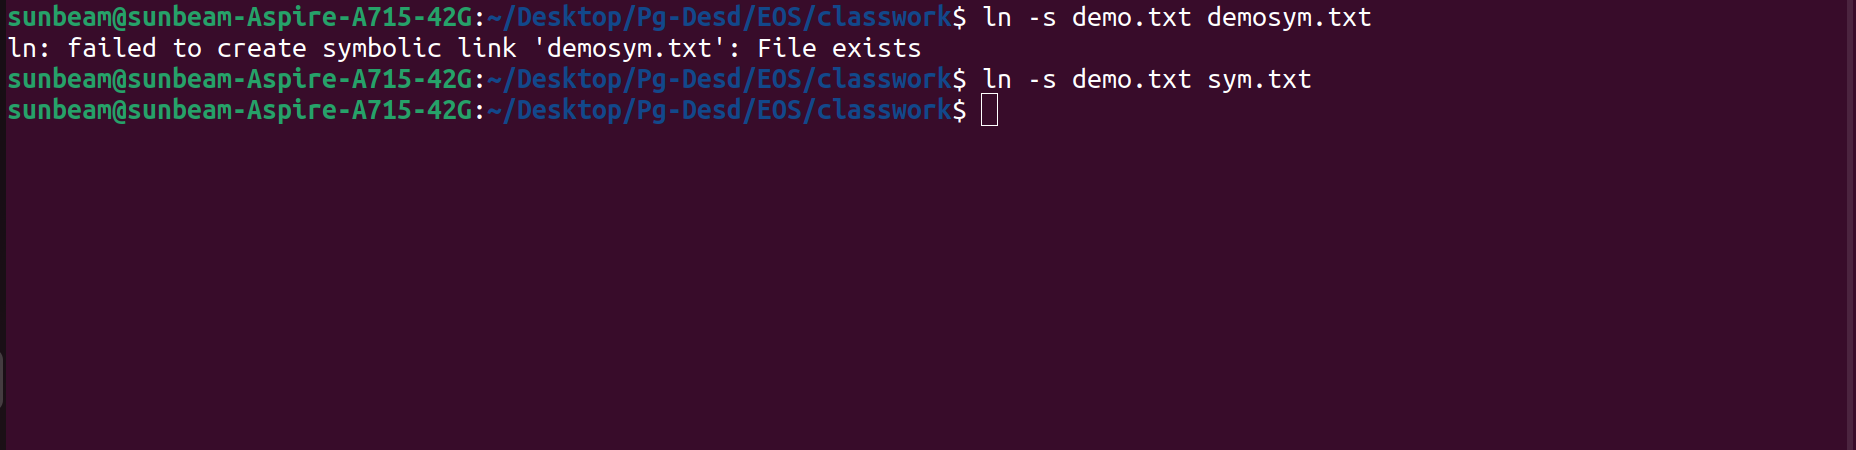 sunbeam@sunbeam-Aspire-A715-42G:~/Desktop/Pg-Desd/EOS/classwork$ ln -s demo.txt demosym.txt
ln: failed to create symbolic link 'demosym.txt': File exists
sunbeam@sunbeam-Aspire-A715-42G:~/Desktop/Pg-Desd/EOS/classwork$ ln -s demo.txt sym.txt
sunbeam@sunbeam-Aspire-A715-42G:~/Desktop/Pg-Desd/EOS/classwork$